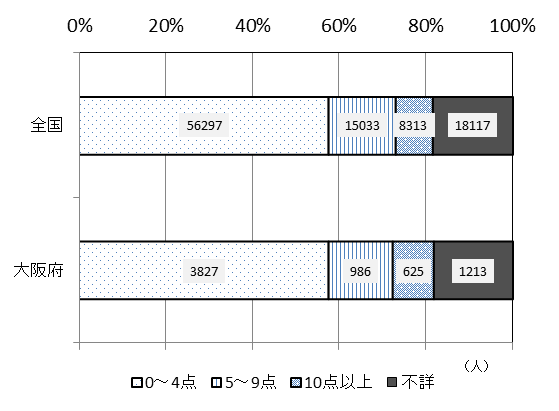 0% 20% 40% 60% 80% 100%
全国 56297 15033 8313 18117
大阪府 3827 986 625 1213
（人）
0～4点 5～9点 10点以上 不詳